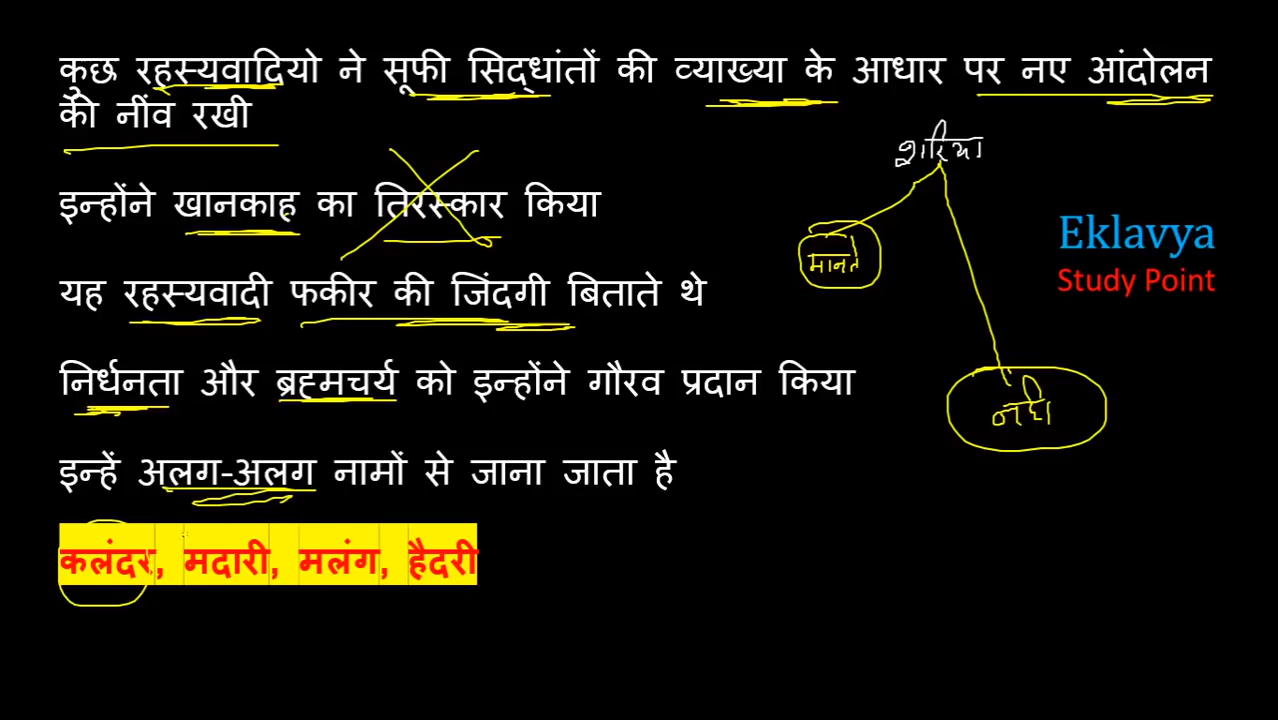 कुछ रहस्यवादियो ने सूफी सिद्धांतों की व्याख्या के आधार पर नए आंदोलन
की नींव रखी
शरिया
इन्होंने खानकाह का तिरस्कार किया
Eklavya
मानते
Study Point
यह रहस्यवादी फकीर की जिंदगी बिताते थे
निर्धनता और ब्रह्मचर्य को इन्होंने गौरव प्रदान किया
नही
इन्हें अलग-अलग नामों से जाना जाता है
कलंदर, मदारी, मलंग, हैदरी